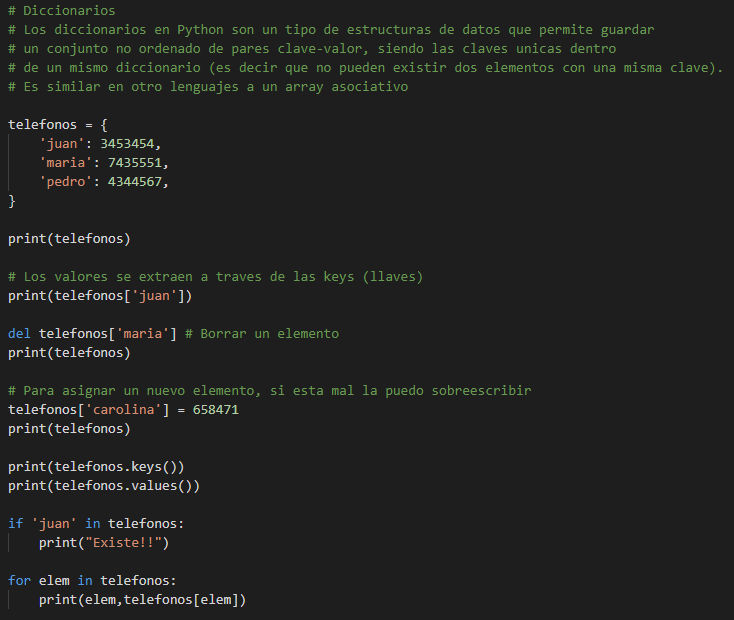 # Diccionarios
# Los diccionarios en Python son un tipo de estructuras de datos que permite guardar
# un conjunto no ordenado de pares clave-valor, siendo las claves unicas dentro
# de un mismo diccionario (es decir que no pueden existir dos elementos con una misma clave).
# Es similar en otro lenguajes a un array asociativo

telefonos = {
    'juan': 3453454,
    'maria': 7435551,
    'pedro': 4344567,
}

print(telefonos)

# Los valores se extraen a traves de las keys (llaves)
print(telefonos['juan'])

del telefonos['maria'] # Borrar un elemento
print(telefonos)

# Para asignar un nuevo elemento, si esta mal la puedo sobreescribir
telefonos['carolina'] = 658471
print(telefonos)

print(telefonos.keys())
print(telefonos.values())

if 'juan' in telefonos:
    print("Existe!!")

for elem in telefonos:
    print(elem,telefonos[elem])